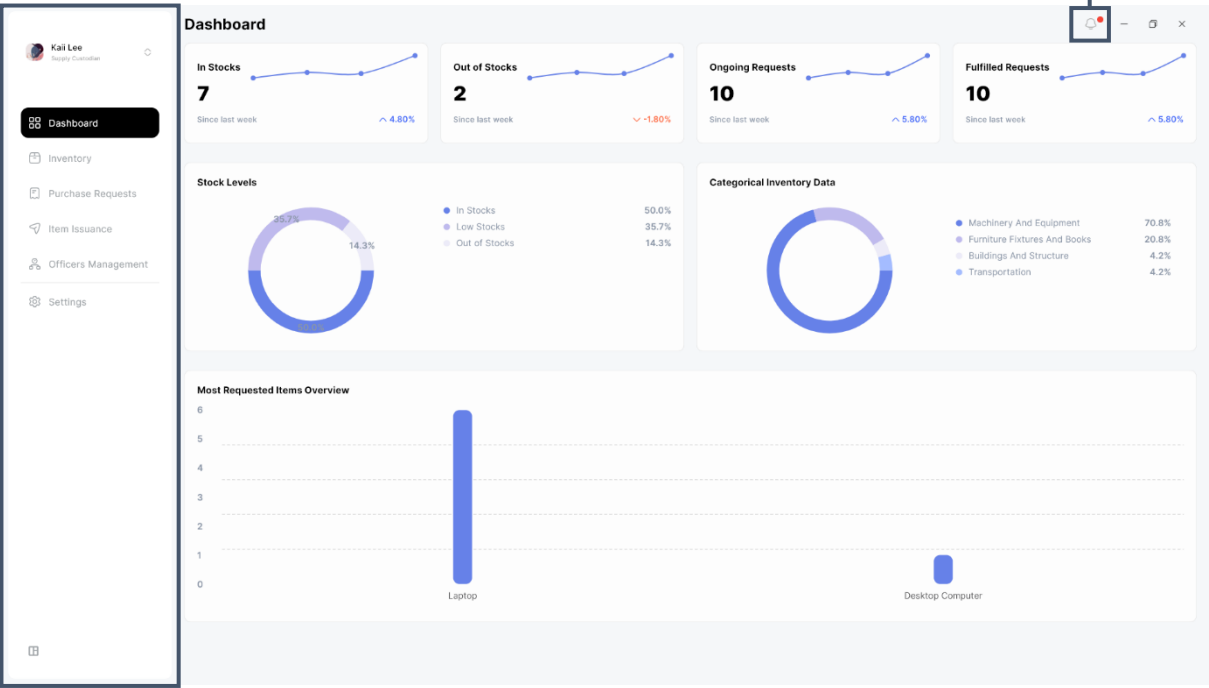 Kaii Lee
Supply Custodian
Dashboard
Inventory
Purchase Requests
Item Issuance
Officers Management
Settings
Dashboard
In Stocks
7
Since last week
4.80%
Out of Stocks
2
Since last week
-1.80%
Ongoing Requests
10
Since last week
5.80%
Fulfilled Requests
10
Since last week
5.80%
Stock Levels
35.7%
14.3%
50.0%
In Stocks 50.0%
Low Stocks 35.7%
Out of Stocks 14.3%
Categorical Inventory Data
Machinery And Equipment 70.8%
Furniture Fixtures And Books 20.8%
Buildings And Structure 4.2%
Transportation 4.2%
Most Requested Items Overview
6
5
4
3
2
1
0
Laptop
Desktop Computer